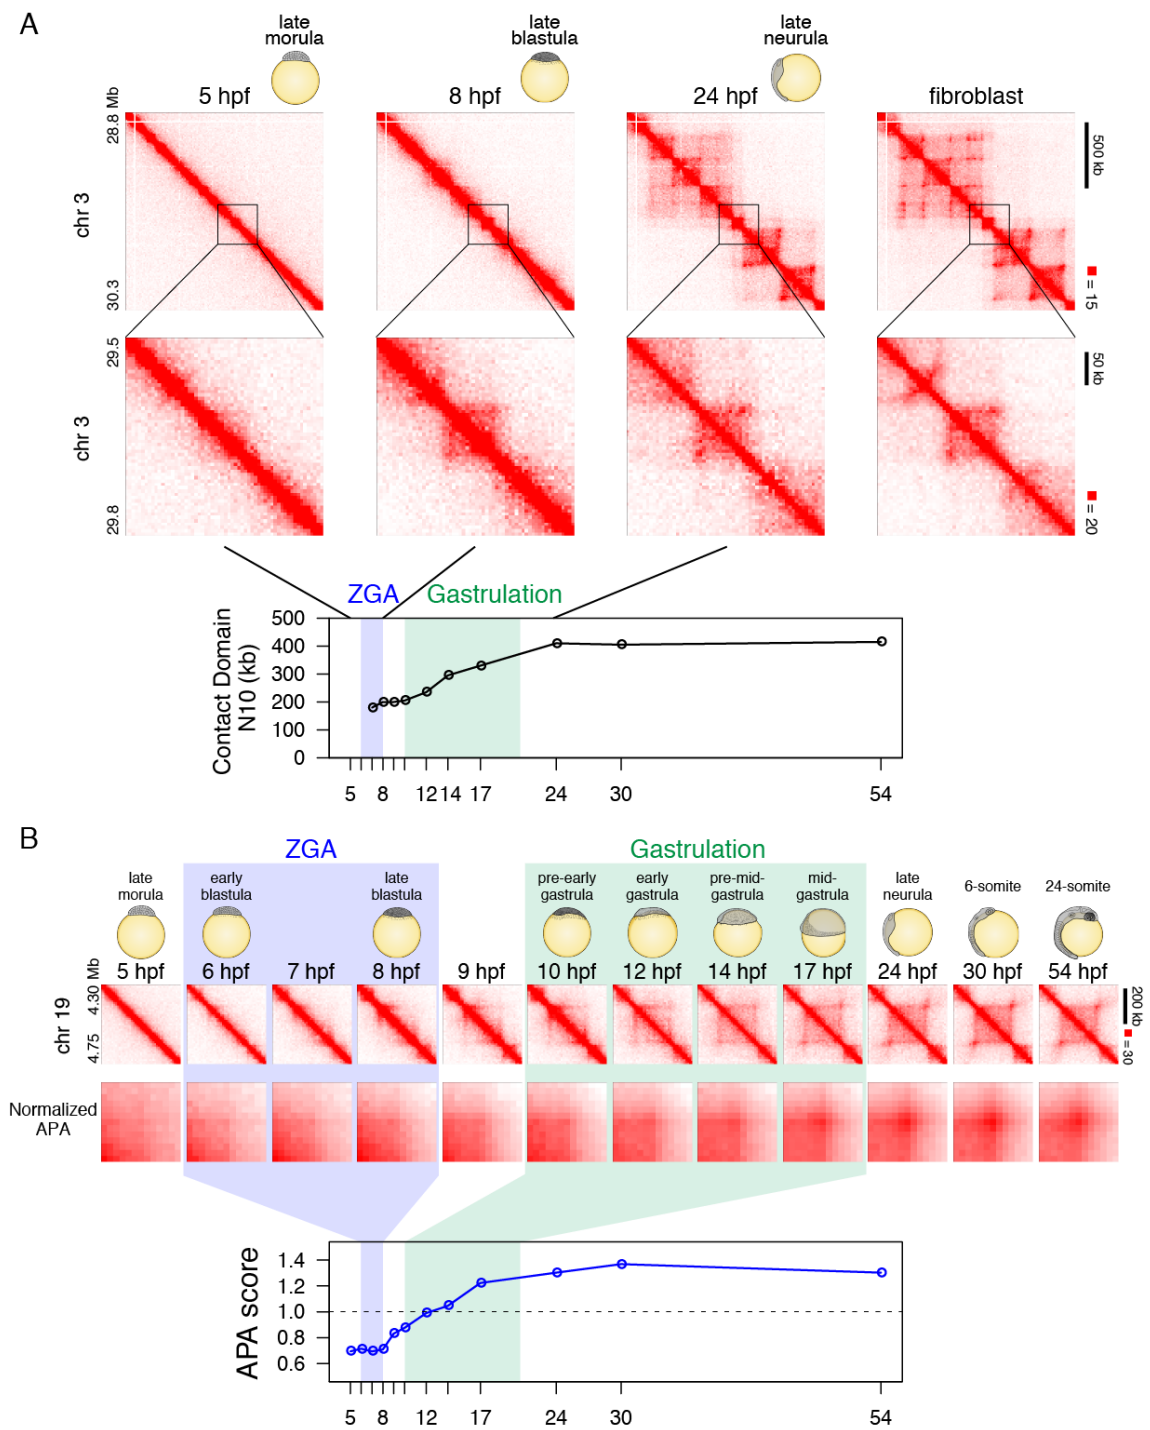 A
late
morula
late
blastula
late
neurula
5 hpf
8 hpf
24 hpf
fibroblast
28.8 Mb
chr 3
30.3
500 kb
= 15
29.5
chr 3
29.8
50 kb
= 20
ZGA
Gastrulation
Contact Domain
N10 (kb)
500
400
300
200
100
0
5 8 12 14 17 24 30 54
B
ZGA
Gastrulation
late
morula
early
blastula
late
blastula
pre-early
gastrula
early
gastrula
pre-mid-
gastrula
mid-
gastrula
late
neurula
6-somite
24-somite
5 hpf 6 hpf 7 hpf 8 hpf 9 hpf 10 hpf 12 hpf 14 hpf 17 hpf 24 hpf 30 hpf 54 hpf
4.30 Mb
chr 19
4.75
200 kb
= 30
Normalized
APA
APA score
1.4
1.2
1.0
0.8
0.6
5 8 12 17 24 30 54